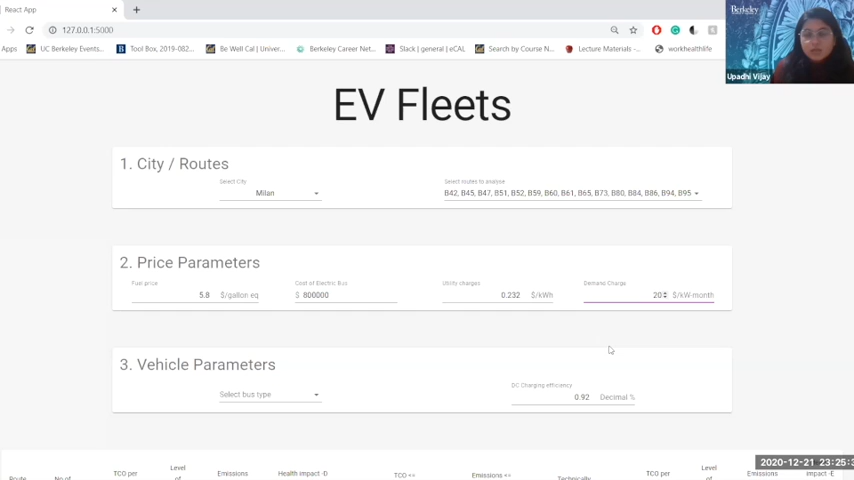 React App
127.0.0.1:5000
Apps UC Berkeley Events... Tool Box, 2019-082... Be Well Cal | Univer... Berkeley Career Net... Slack | general | eCAL Search by Course N... Lecture Materials -... workhealthlife
Berkeley
Upadhi Vijay
EV Fleets
1. City / Routes
Select City
Select routes to analyse
Milan
B42, B45, B47, B51, B52, B59, B60, B61, B65, B73, B80, B84, B86, B94, B95
2. Price Parameters
Fuel price Cost of Electric Bus Utility charges Demand Charge
5.8 $/gallon eq $ 800000 0.232 $/kWh 20 $/kW-month
3. Vehicle Parameters
DC Charging efficiency
Select bus type
0.92 Decimal %
2020-12-21 23:25:3
TCO per Level Emissions Health impact -D TCO Emissions TCO per Level Emissions impact -E
Route No of of Technically of